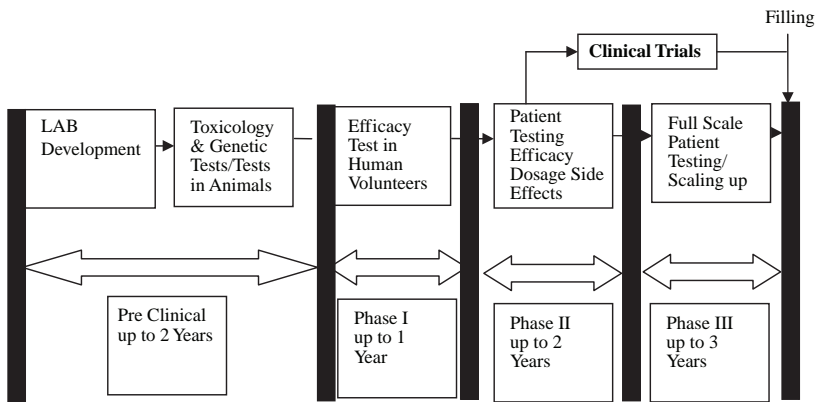 Filling
Clinical Trials
LAB
Development
Toxicology
& Genetic
Tests/Tests
in Animals
Efficacy
Test in
Human
Volunteers
Patient
Testing
Efficacy
Dosage Side
Effects
Full Scale
Patient
Testing/
Scaling up
Pre Clinical
up to 2 Years
Phase I
up to 1
Year
Phase II
up to 2
Years
Phase III
up to 3
Years